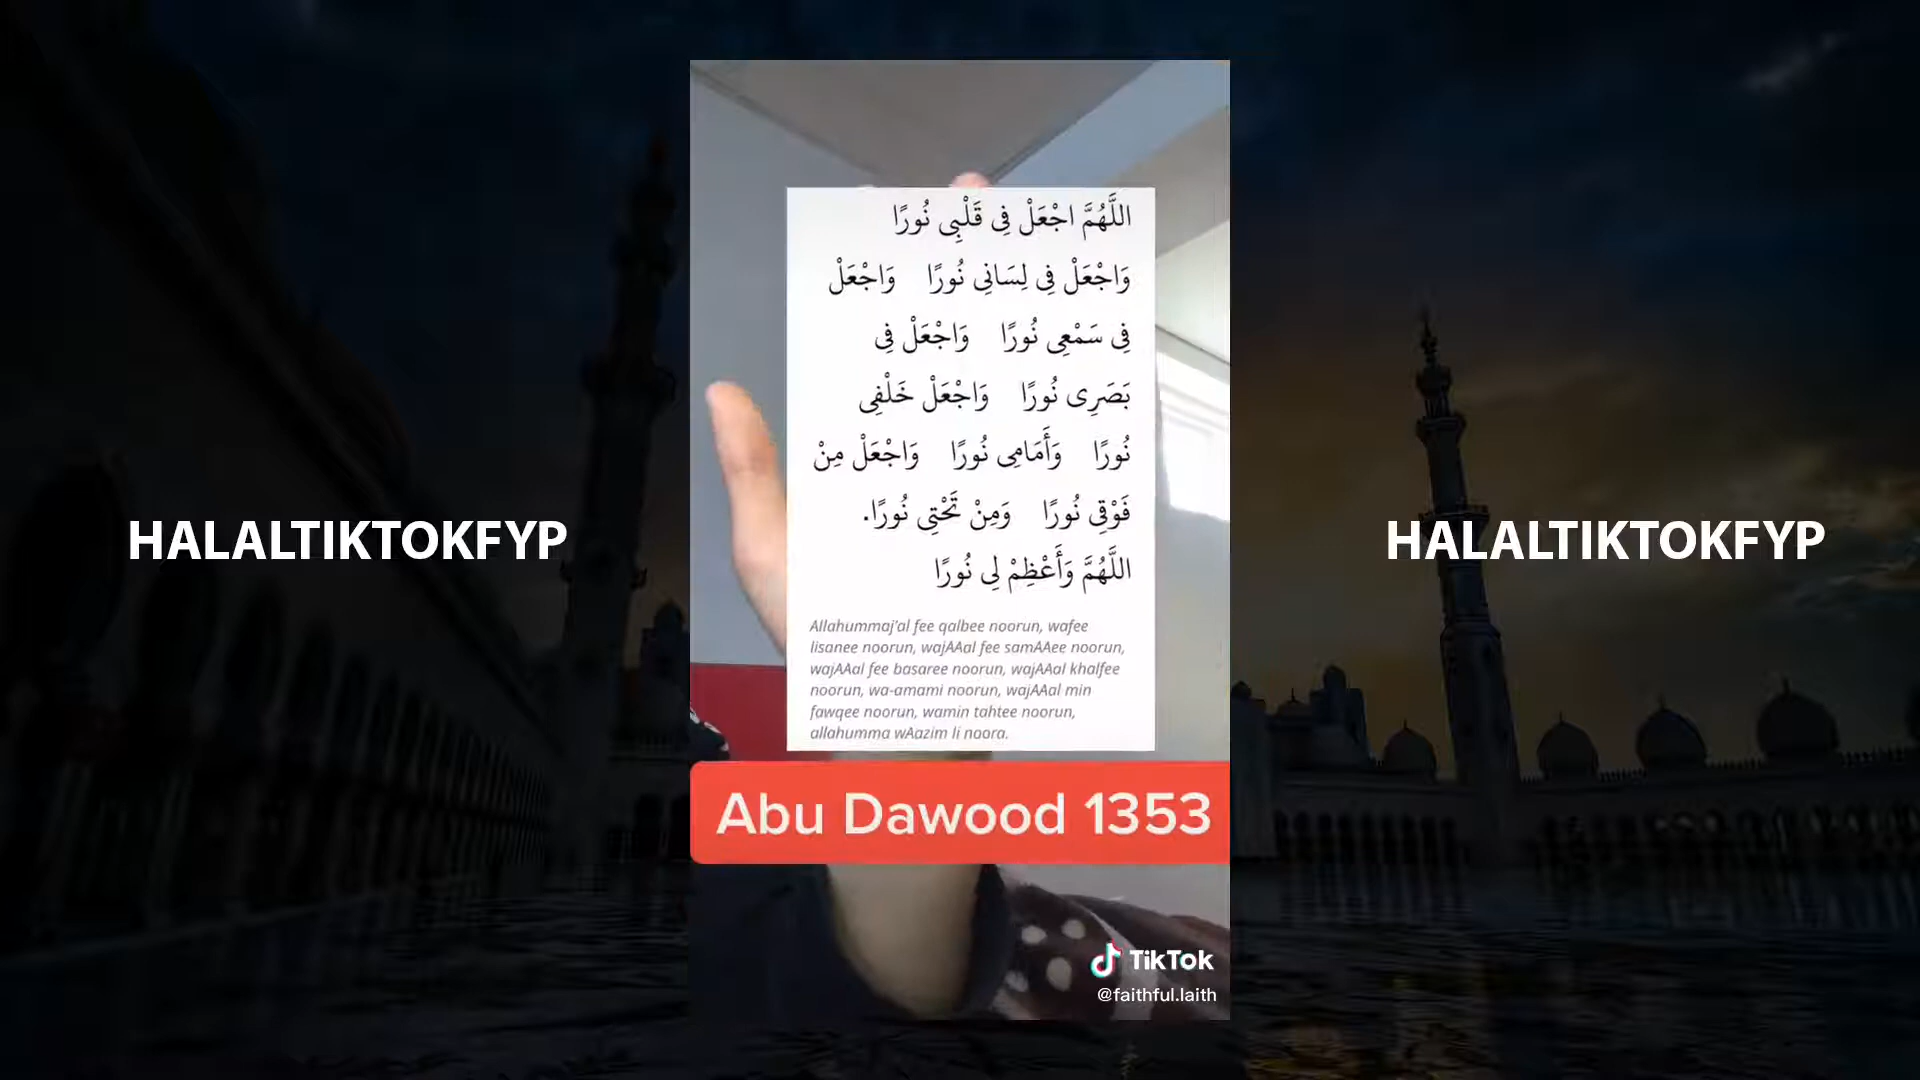 اللَّهُمَّ اجْعَلْ فِى قَلْبِى نُورًا
وَاجْعَلْ فِى لِسَانِى نُورًا وَاجْعَلْ
فِى سَمْعِى نُورًا وَاجْعَلْ فِى
بَصَرِى نُورًا وَاجْعَلْ خَلْفِى
نُورًا وَأَمَامِى نُورًا وَاجْعَلْ مِنْ
فَوْقِى نُورًا وَمِنْ تَحْتِى نُورًا.
اللَّهُمَّ وَأَعْظِمْ لِى نُورًا
Allahummaj'al fee qalbee noorun, wafee
lisanee noorun, wajAAal fee samAAee noorun,
wajAAal fee basaree noorun, wajAAal khalfee
noorun, wa-amami noorun, wajAAal min
fawqee noorun, wamin tahtee noorun,
allahumma wAazim li noora.
HALALTIKTOKFYP
HALALTIKTOKFYP
Abu Dawood 1353
TikTok
@faithful.laith